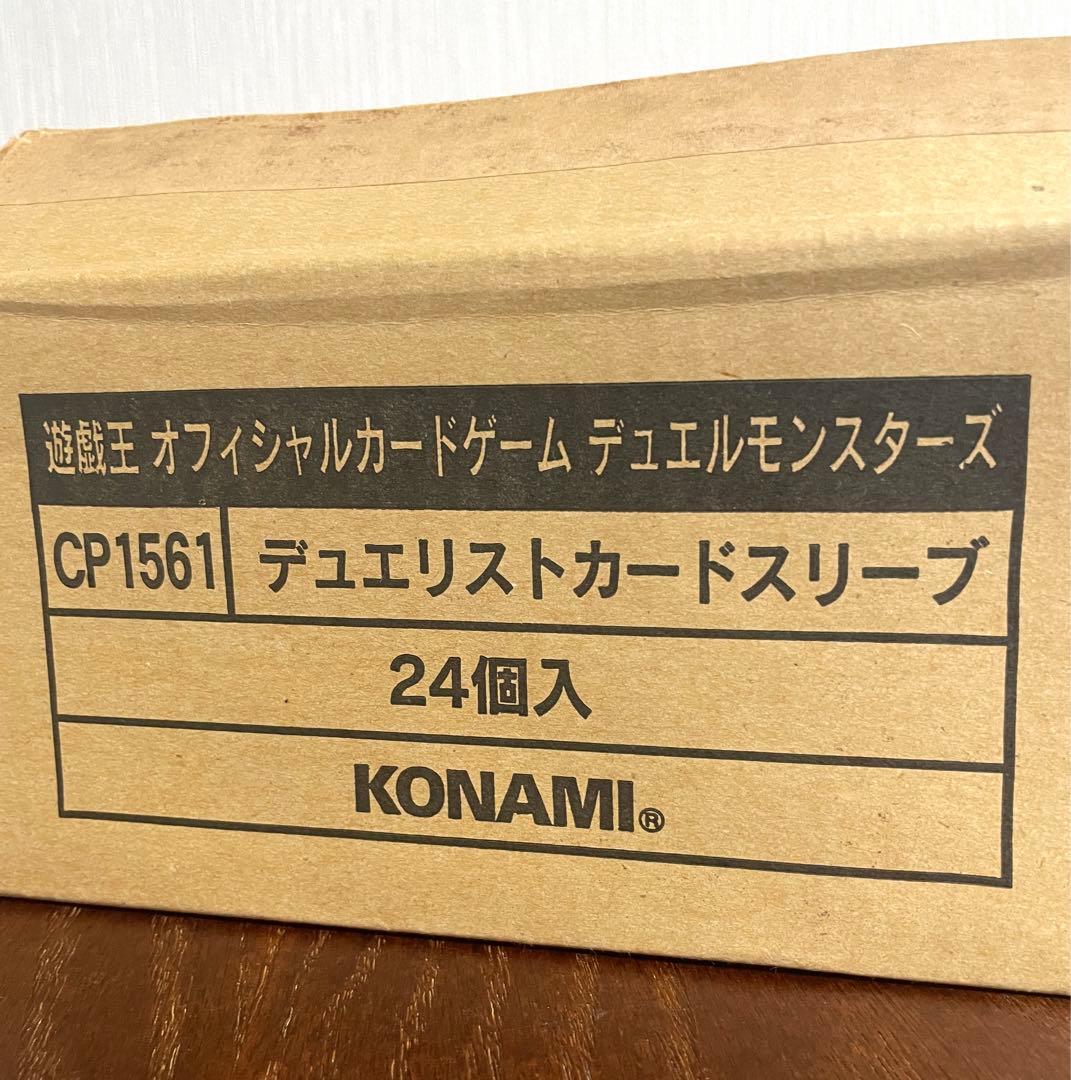 遊戯王 オフィシャルカードゲーム デュエルモンスターズ
CP1561 デュエリストカードスリーブ
24個入
KONAMI®